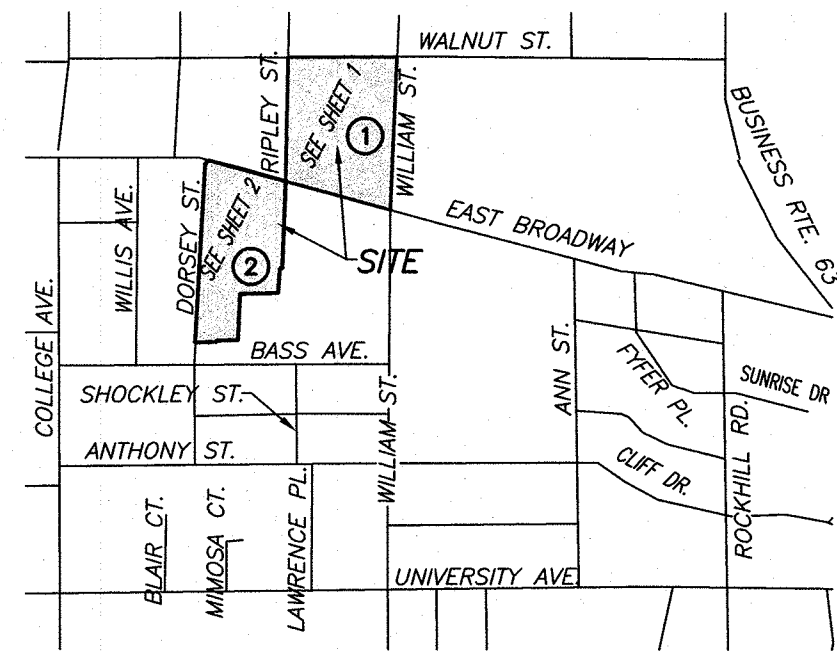 WALNUT ST.
RIPLEY ST.
SEE SHEET 1
1
WILLIAM ST.
BUSINESS RTE. 63
WILLIS AVE.
DORSEY ST.
SEE SHEET 2
2
SITE
EAST BROADWAY
COLLEGE AVE.
BASS AVE.
SHOCKLEY ST.
ANTHONY ST.
WILLIAM ST.
ANN ST.
FYFER PL.
SUNRISE DR
CLIFF DR.
ROCKHILL RD.
BLAIR CT.
MIMOSA CT.
LAWRENCE PL.
UNIVERSITY AVE.